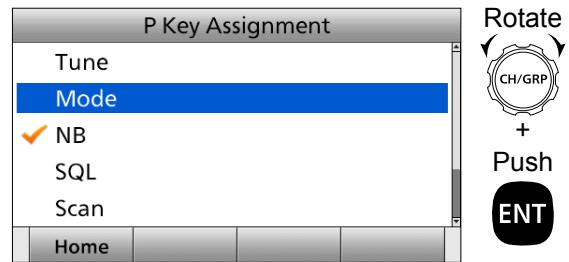 P Key Assignment
Tune
Mode
NB
SQL
Scan
Home
Rotate
CH/GRP
+
Push
ENT